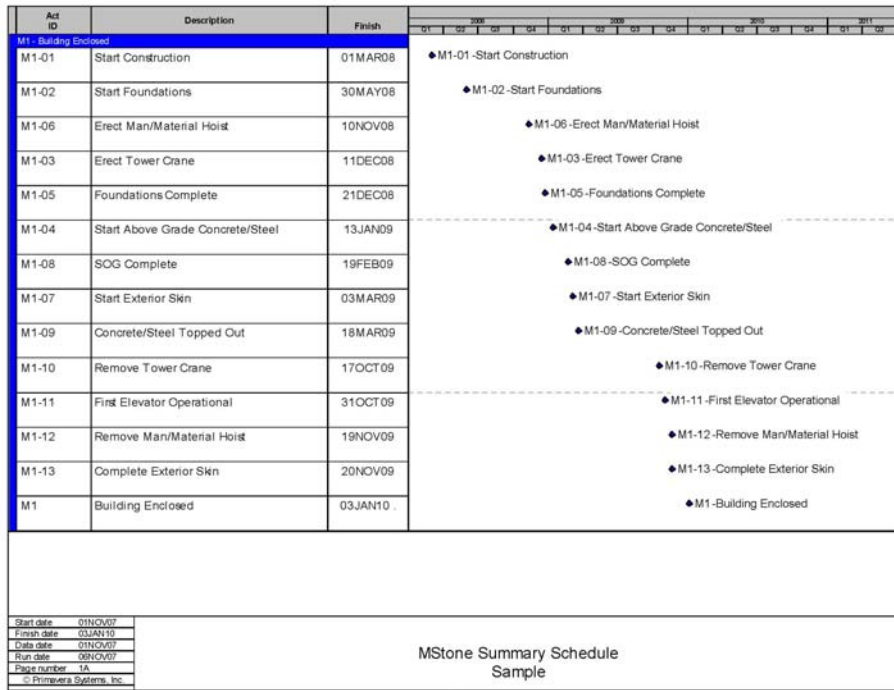 Act ID Description Finish
2008 2009 2010 2011
Q1 Q2 Q3 Q4 Q1 Q2 Q3 Q4 Q1 Q2 Q3 Q4 Q1 Q2
M1 - Building Enclosed
M1-01 Start Construction 01MAR08 M1-01 -Start Construction
M1-02 Start Foundations 30MAY08 M1-02-Start Foundations
M1-06 Erect Man/Material Hoist 10NOV08 M1-06-Erect Man/Material Hoist
M1-03 Erect Tower Crane 11DEC08 M1-03-Erect Tower Crane
M1-05 Foundations Complete 21DEC08 M1-05-Foundations Complete
M1-04 Start Above Grade Concrete/Steel 13JAN09 M1-04-Start Above Grade Concrete/Steel
M1-08 SOG Complete 19FEB09 M1-08-SOG Complete
M1-07 Start Exterior Skin 03MAR09 M1-07-Start Exterior Skin
M1-09 Concrete/Steel Topped Out 18MAR09 M1-09-Concrete/Steel Topped Out
M1-10 Remove Tower Crane 17OCT09 M1-10-Remove Tower Crane
M1-11 First Elevator Operational 31OCT09 M1-11-First Elevator Operational
M1-12 Remove Man/Material Hoist 19NOV09 M1-12-Remove Man/Material Hoist
M1-13 Complete Exterior Skin 20NOV09 M1-13-Complete Exterior Skin
M1 Building Enclosed 03JAN10 . M1-Building Enclosed
Start date 01NOV07
Finish date 03JAN10
Data date 01NOV07
Run date 06NOV07
Page number 1A
© Primavera Systems, Inc.
MStone Summary Schedule
Sample